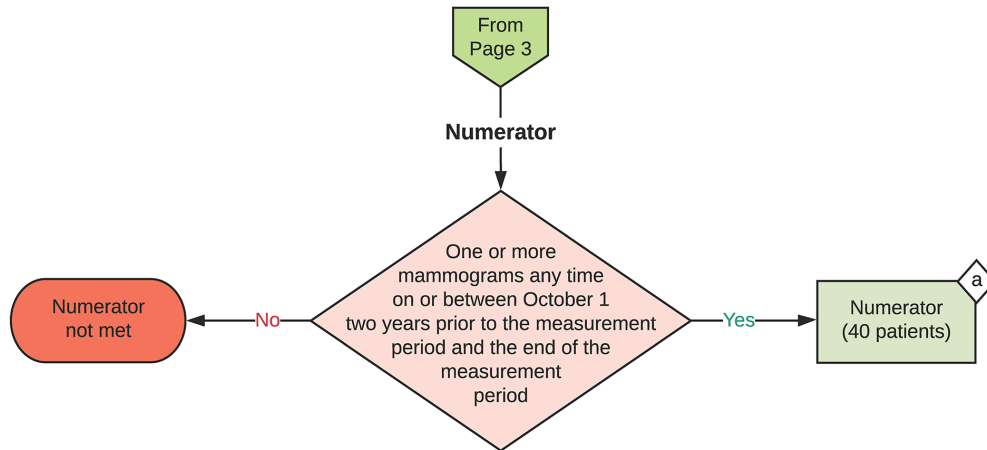 From
Page 3
Numerator
One or more
mammograms any time
on or between October 1
two years prior to the measurement
period and the end of the
measurement
period
No
Numerator
not met
Yes
a
Numerator
(40 patients)